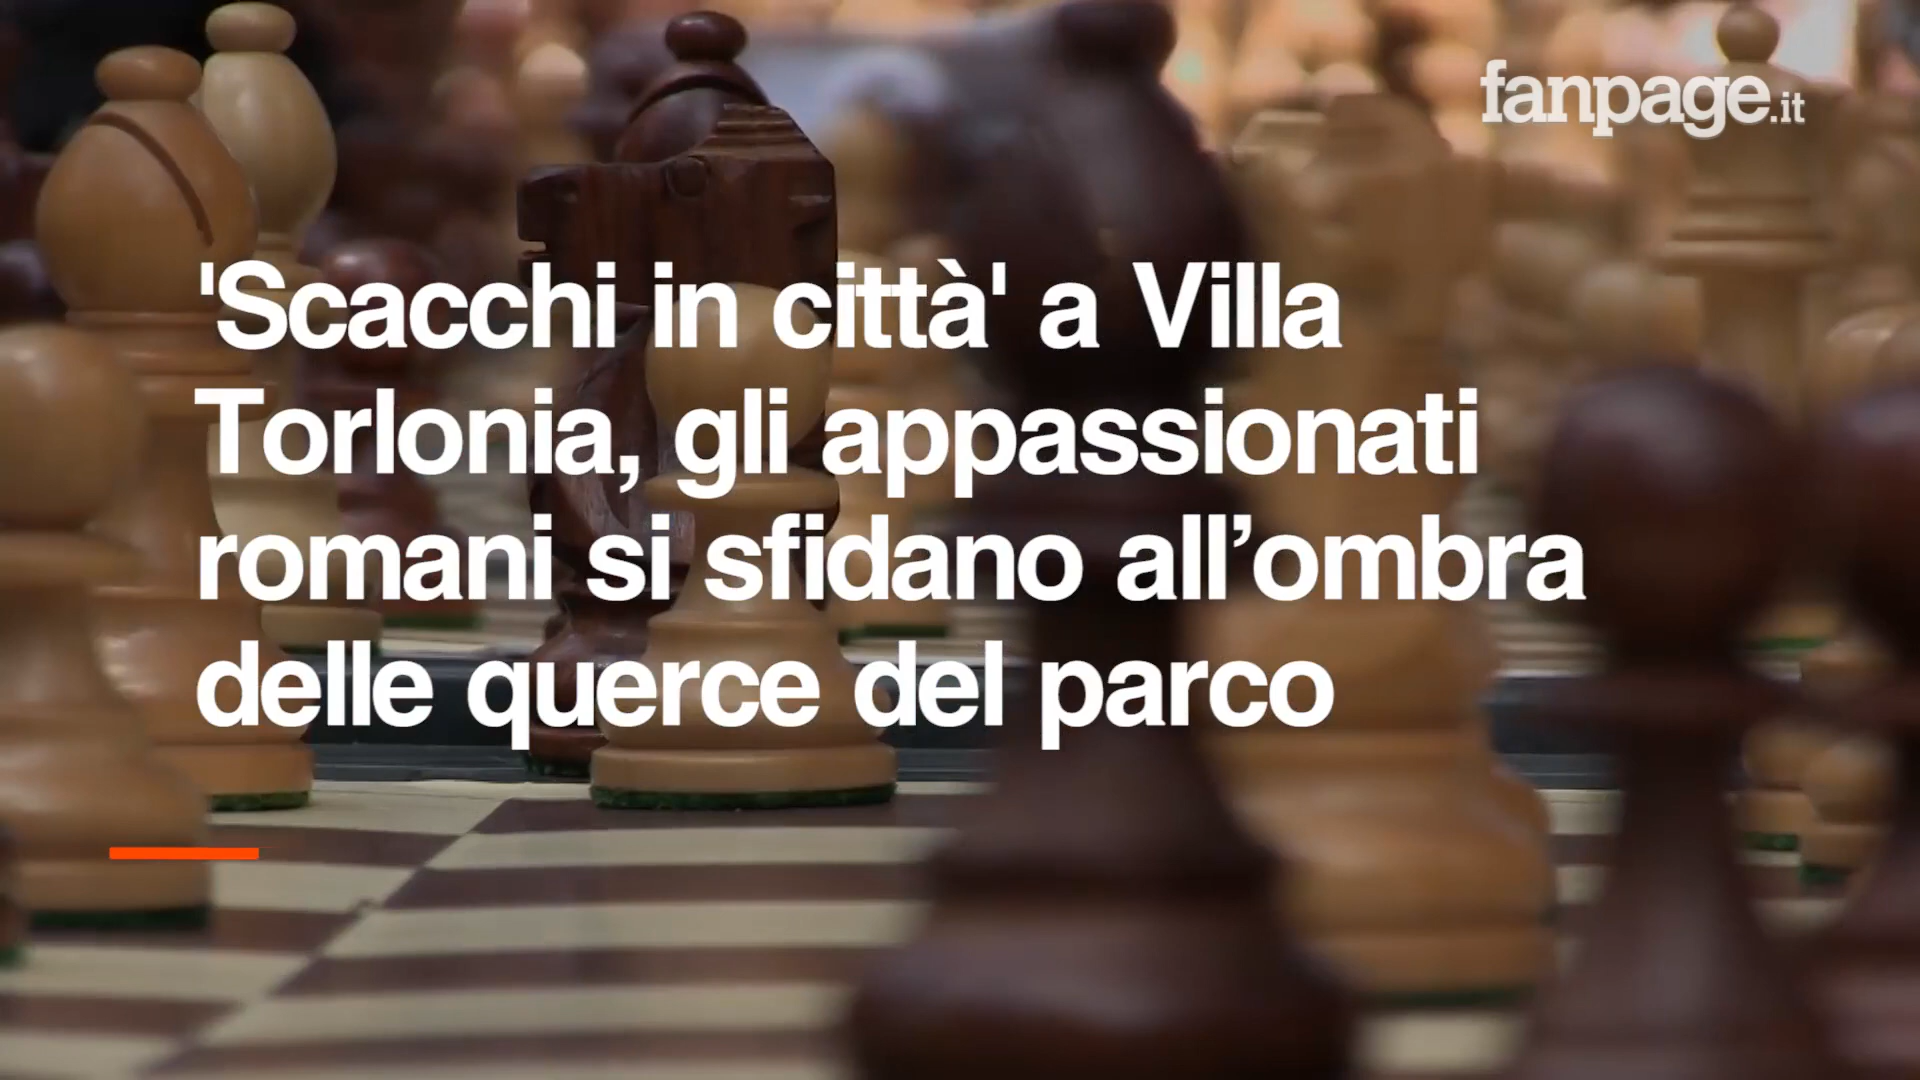 fanpage.it
'Scacchi in città' a Villa
Torlonia, gli appassionati
romani si sfidano all’ombra
delle querce del parco